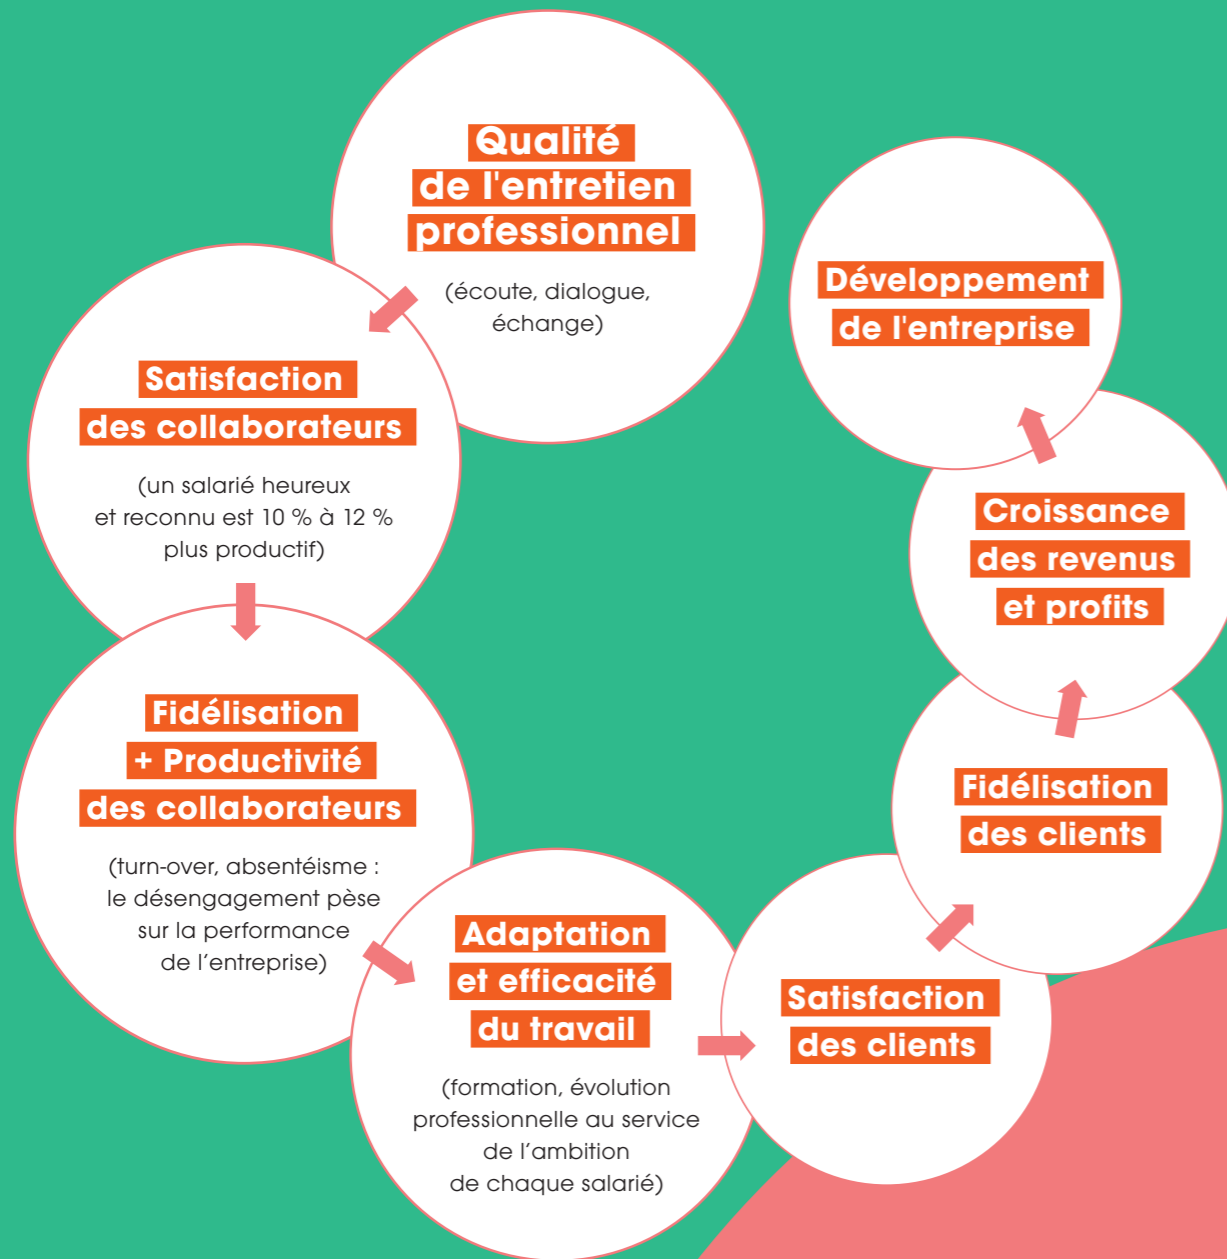 Qualité
de l'entretien
professionnel
(écoute, dialogue,
échange)
Satisfaction
des collaborateurs
(un salarié heureux
et reconnu est 10 % à 12 %
plus productif)
Fidélisation
+ Productivité
des collaborateurs
(turn-over, absentéisme :
le désengagement pèse
sur la performance
de l’entreprise)
Adaptation
et efficacité
du travail
(formation, évolution
professionnelle au service
de l’ambition
de chaque salarié)
Satisfaction
des clients
Fidélisation
des clients
Croissance
des revenus
et profits
Développement
de l'entreprise